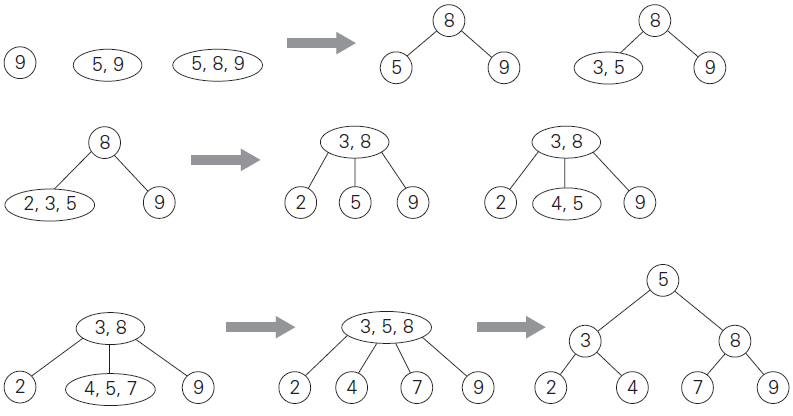 8 8
9 5, 9 5, 8, 9 5 9 3, 5 9
8 3, 8 3, 8
2, 3, 5 9 2 5 9 2 4, 5 9
5
3, 8 3, 5, 8 3 8
2 4, 5, 7 9 2 4 7 9 2 4 7 9